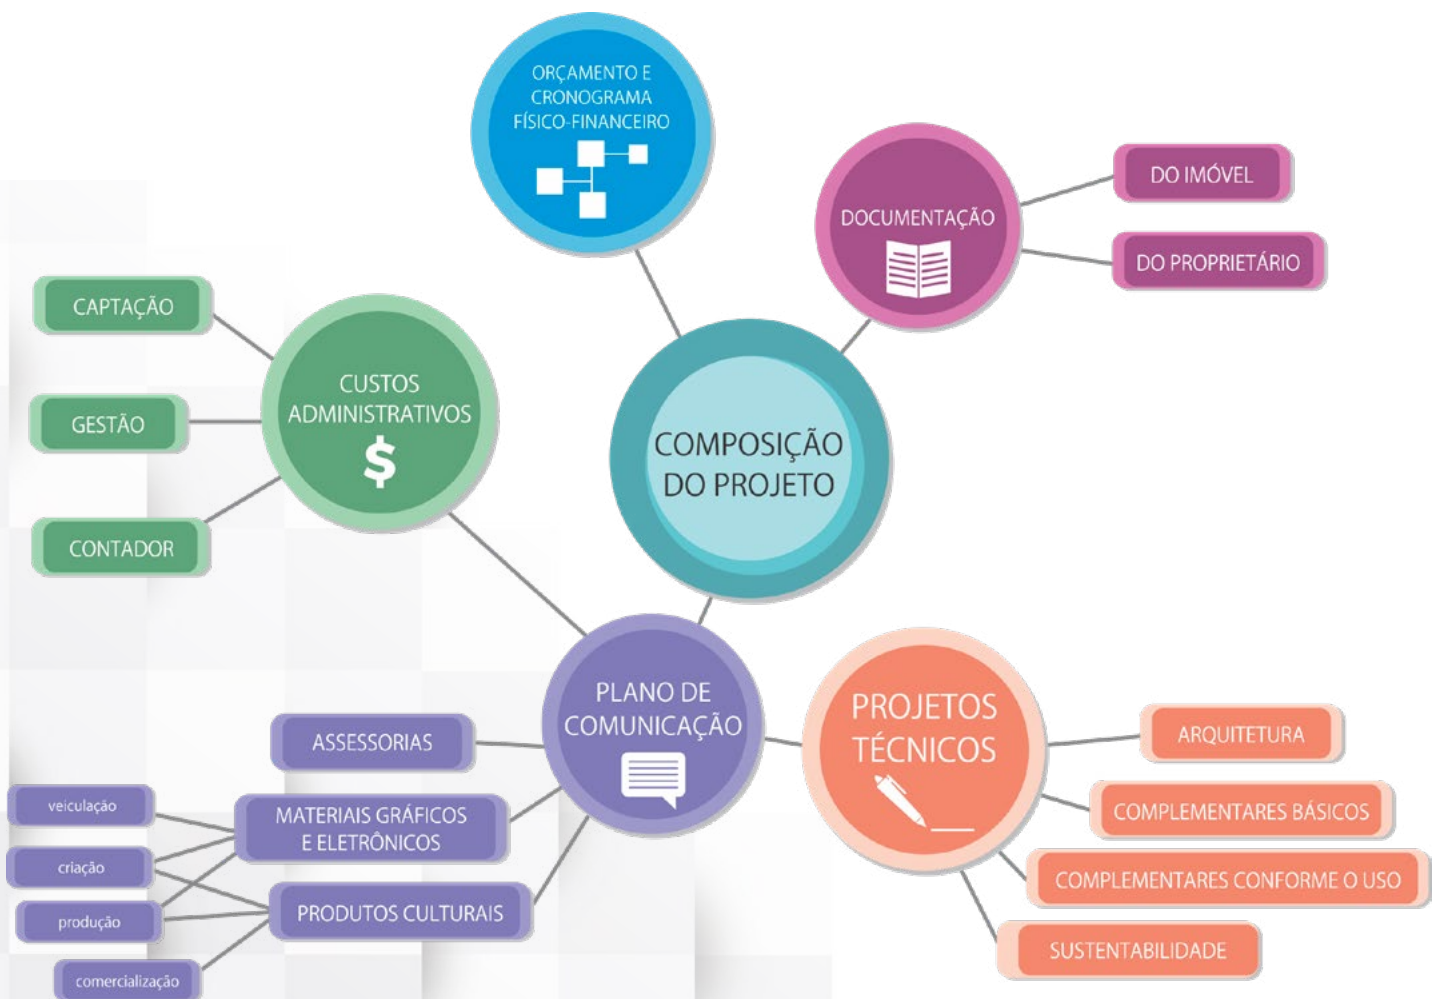 ORÇAMENTO E
CRONOGRAMA
FÍSICO-FINANCEIRO
DOCUMENTAÇÃO
DO IMÓVEL
DO PROPRIETÁRIO
CAPTAÇÃO
GESTÃO
CONTADOR
CUSTOS
ADMINISTRATIVOS
$
COMPOSIÇÃO
DO PROJETO
PLANO DE
COMUNICAÇÃO
ASSESSORIAS
MATERIAIS GRÁFICOS
E ELETRÔNICOS
PRODUTOS CULTURAIS
veiculação
criação
produção
comercialização
PROJETOS
TÉCNICOS
ARQUITETURA
COMPLEMENTARES BÁSICOS
COMPLEMENTARES CONFORME O USO
SUSTENTABILIDADE